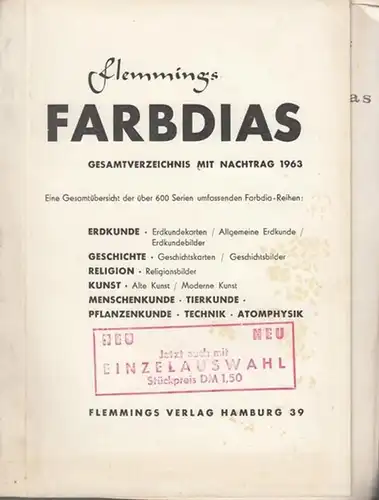 Flemmings
FARBDIAS
GESAMTVERZEICHNIS MIT NACHTRAG 1963
Eine Gesamtübersicht der über 600 Serien umfassenden Farbdia-Reihen:
ERDKUNDE · Erdkundekarten / Allgemeine Erdkunde /
Erdkundebilder
GESCHICHTE · Geschichtskarten / Geschichtsbilder
RELIGION · Religionsbilder
KUNST · Alte Kunst / Moderne Kunst
MENSCHENKUNDE · TIERKUNDE ·
PFLANZENKUNDE · TECHNIK · ATOMPHYSIK
NEU NEU
Jetzt auch mit
EINZELAUSWAHL
Stückpreis DM 1,50
FLEMMINGS VERLAG HAMBURG 39
as